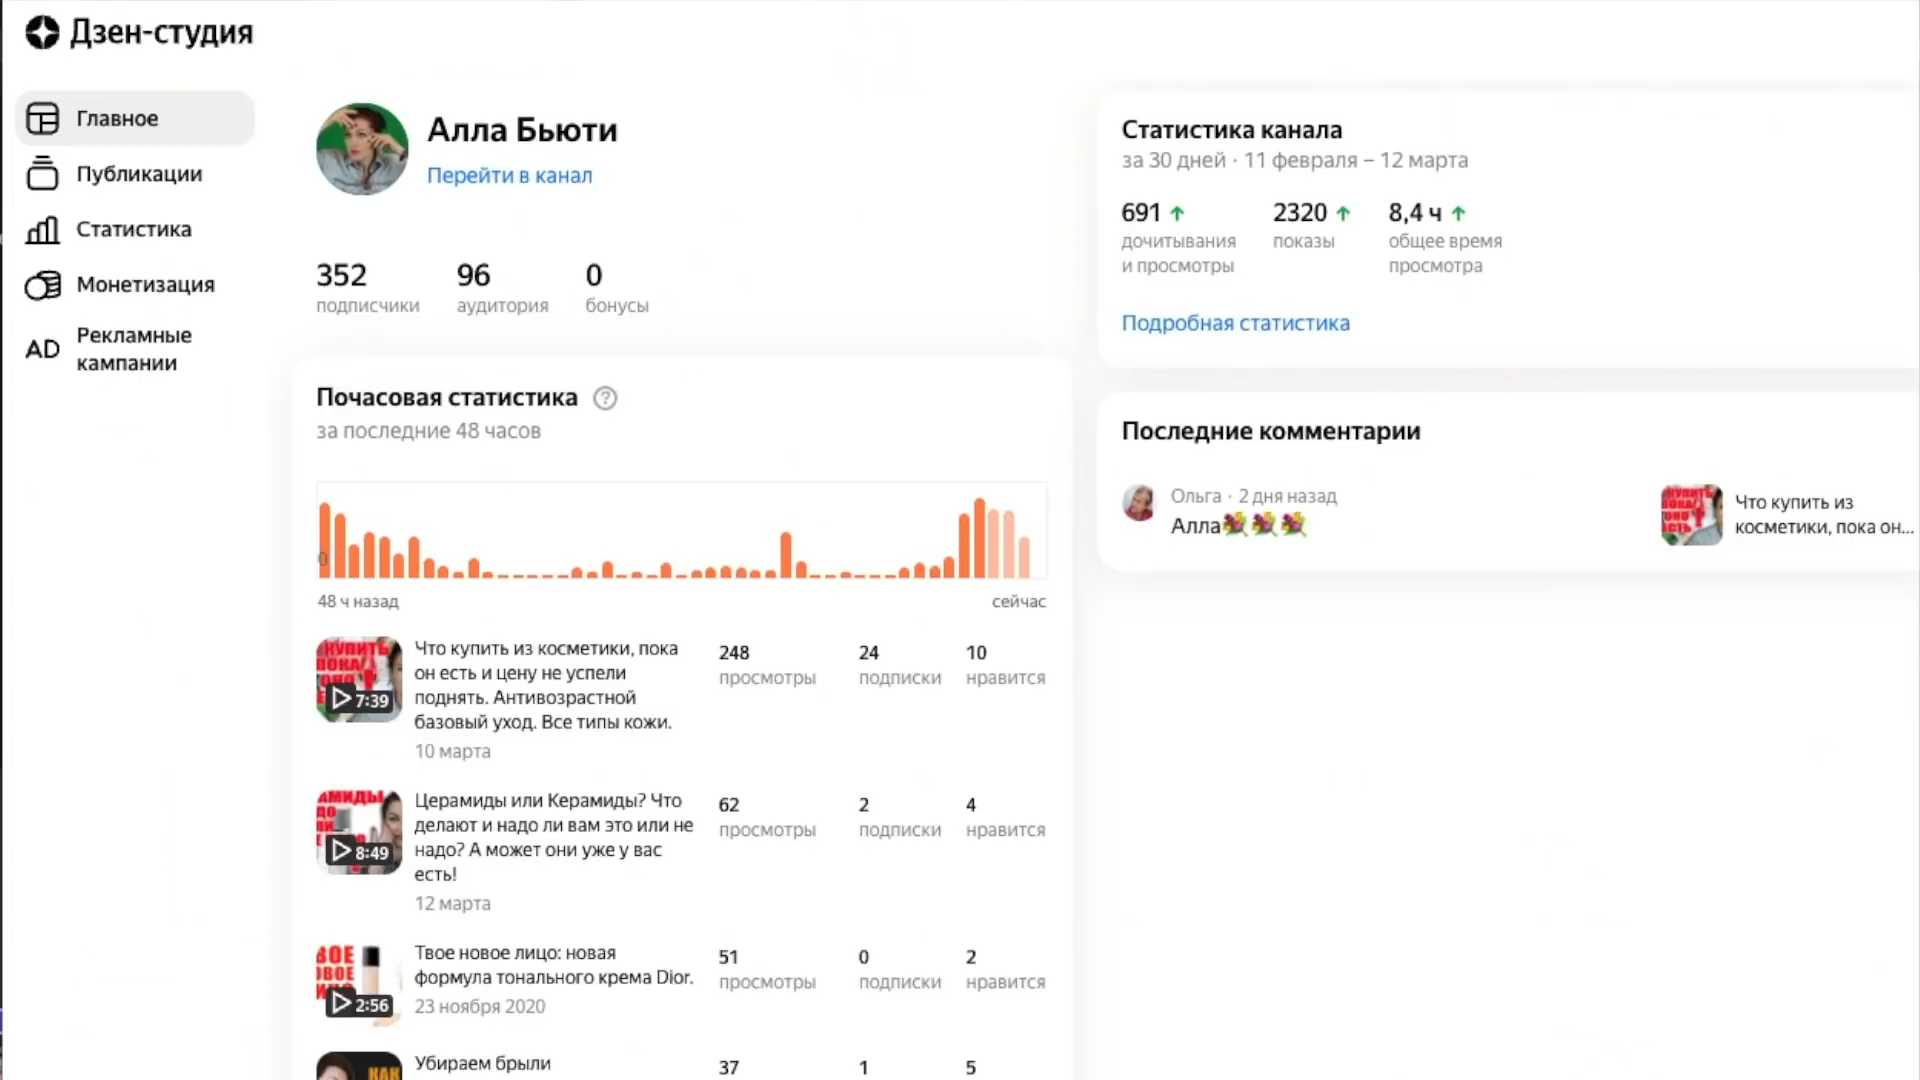 Дзен-студия
Главное
Публикации
Статистика
Монетизация
AD
Рекламные
кампании
Алла Бьюти
Перейти в канал
352
подписчики
96
аудитория
0
бонусы
Почасовая статистика ?
за последние 48 часов
0
48 ч назад
сейчас
7:39
Что купить из косметики, пока
он есть и цену не успели
поднять. Антивозрастной
базовый уход. Все типы кожи.
10 марта
248
просмотры
24
подписки
10
нравится
8:49
Церамиды или Керамиды? Что
делают и надо ли вам это или не
надо? А может они уже у вас
есть!
12 марта
62
просмотры
2
подписки
4
нравится
2:56
Твое новое лицо: новая
формула тонального крема Dior.
23 ноября 2020
51
просмотры
0
подписки
2
нравится
КАК
Убираем брыли
37
1
5
Статистика канала
за 30 дней · 11 февраля – 12 марта
691
дочитывания
и просмотры
2320
показы
8,4 ч
общее время
просмотра
Подробная статистика
Последние комментарии
Ольга · 2 дня назад
Алла
Что купить из
косметики, пока он...